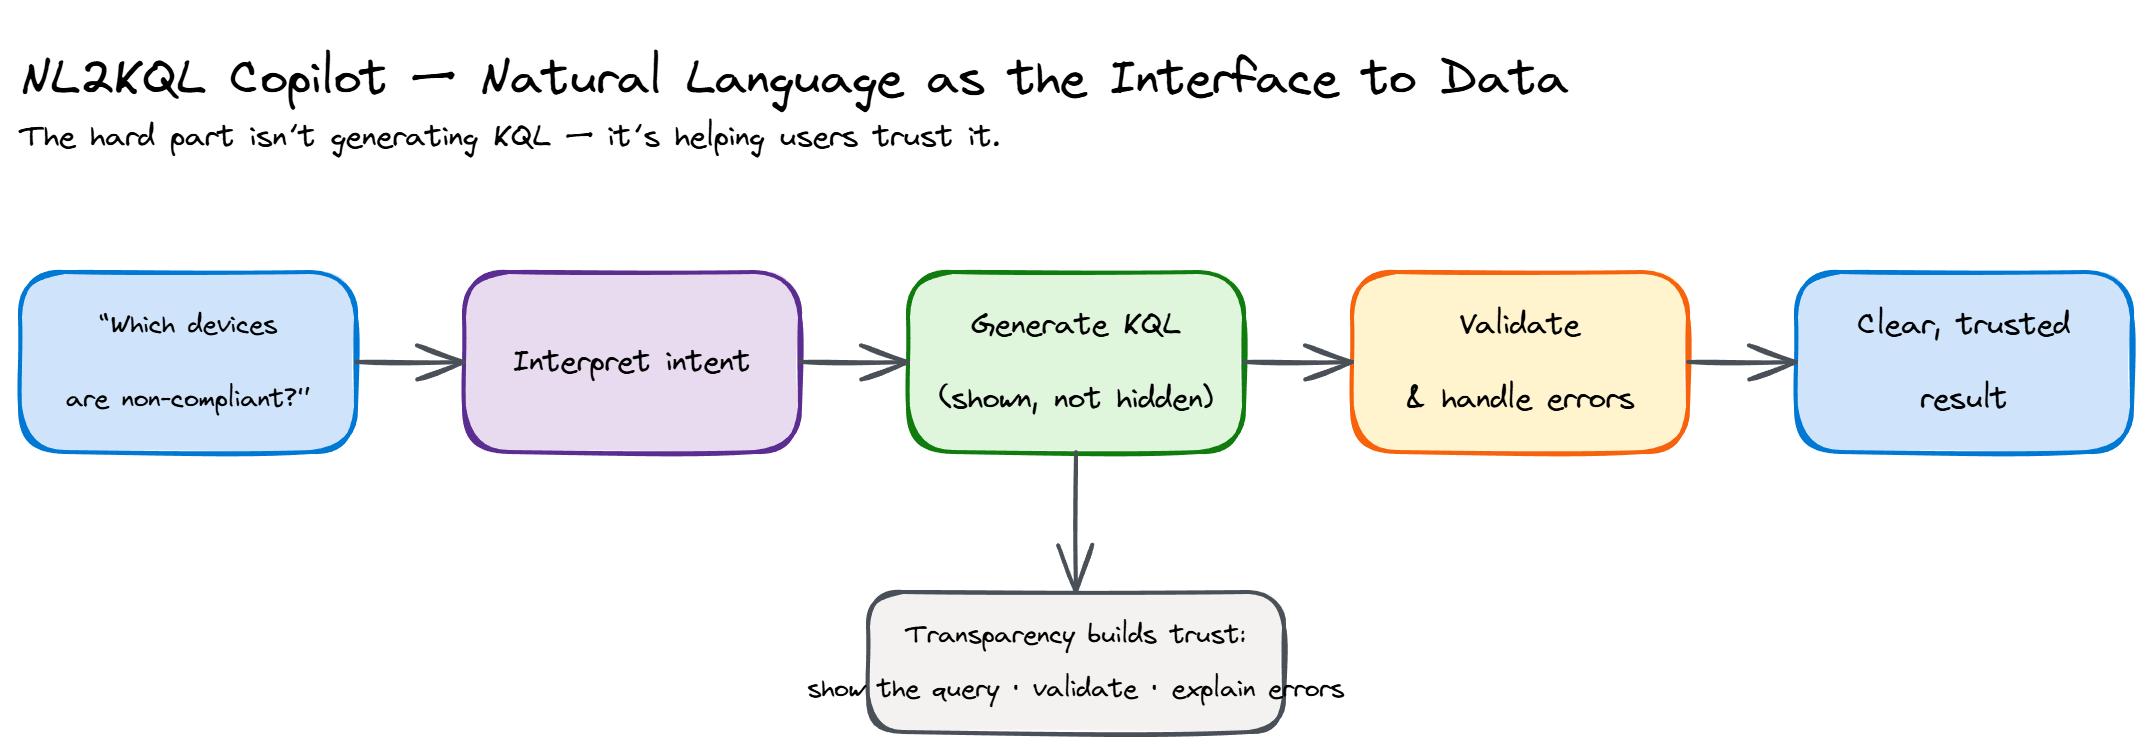 NL2KQL Copilot — Natural Language as the Interface to Data
The hard part isn't generating KQL — it's helping users trust it.
"Which devices
are non-compliant?"
Interpret intent
Generate KQL
(shown, not hidden)
Validate
& handle errors
Clear, trusted
result
Transparency builds trust:
show the query · validate · explain errors